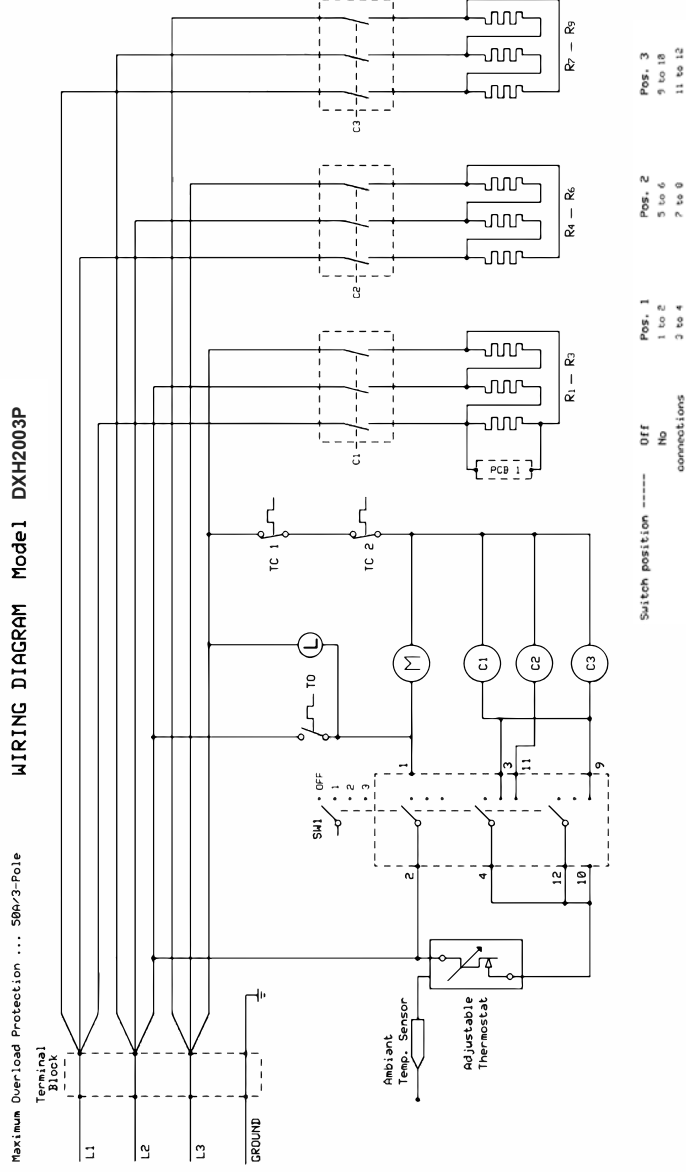 WIRING DIAGRAM Model DXH2003P
Maximum Overload Protection ... 50A/3-Pole
Terminal
Block
L1
L2
L3
GROUND
Ambiant
Temp. Sensor
Adjustable
Thermostat
SW1
OFF
1
2
3
2
4
12
10
1
3
11
9
TO
L
M
C1
C2
C3
TC 1
TC 2
PCB 1
C1
R1 - R3
C2
R4 - R6
C3
R7 - R9
Switch position ----- Off Pos. 1 Pos. 2 Pos. 3
No 1 to 2 5 to 6 9 to 10
connections 3 to 4 7 to 8 11 to 12